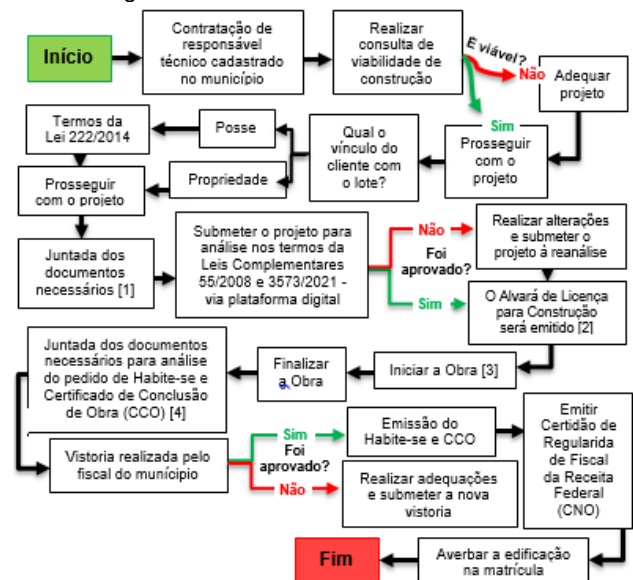 Início
Contratação de
responsável
técnico cadastrado
no município
Realizar
consulta de
viabilidade de
construção
É viável?
Não
Adequar
projeto
Sim
Prosseguir
com o
projeto
Qual o
vínculo do
cliente com
o lote?
Posse
Propriedade
Termos da
Lei 222/2014
Prosseguir
com o projeto
Juntada dos
documentos
necessários [1]
Submeter o projeto para
análise nos termos da
Leis Complementares
55/2008 e 3573/2021 -
via plataforma digital
Não
Foi
aprovado?
Sim
Realizar alterações
e submeter o
projeto à reanálise
O Alvará de Licença
para Construção
será emitido [2]
Iniciar a Obra [3]
Finalizar
a Obra
Juntada dos documentos
necessários para análise
do pedido de Habite-se e
Certificado de Conclusão
de Obra (CCO) [4]
Vistoria realizada pelo
fiscal do munícipio
Sim
Foi
aprovado?
Não
Emissão do
Habite-se e CCO
Realizar adequações
e submeter a nova
vistoria
Emitir
Certidão de
Regularida
de Fiscal
da Receita
Federal
(CNO)
Averbar a edificação
na matrícula
Fim